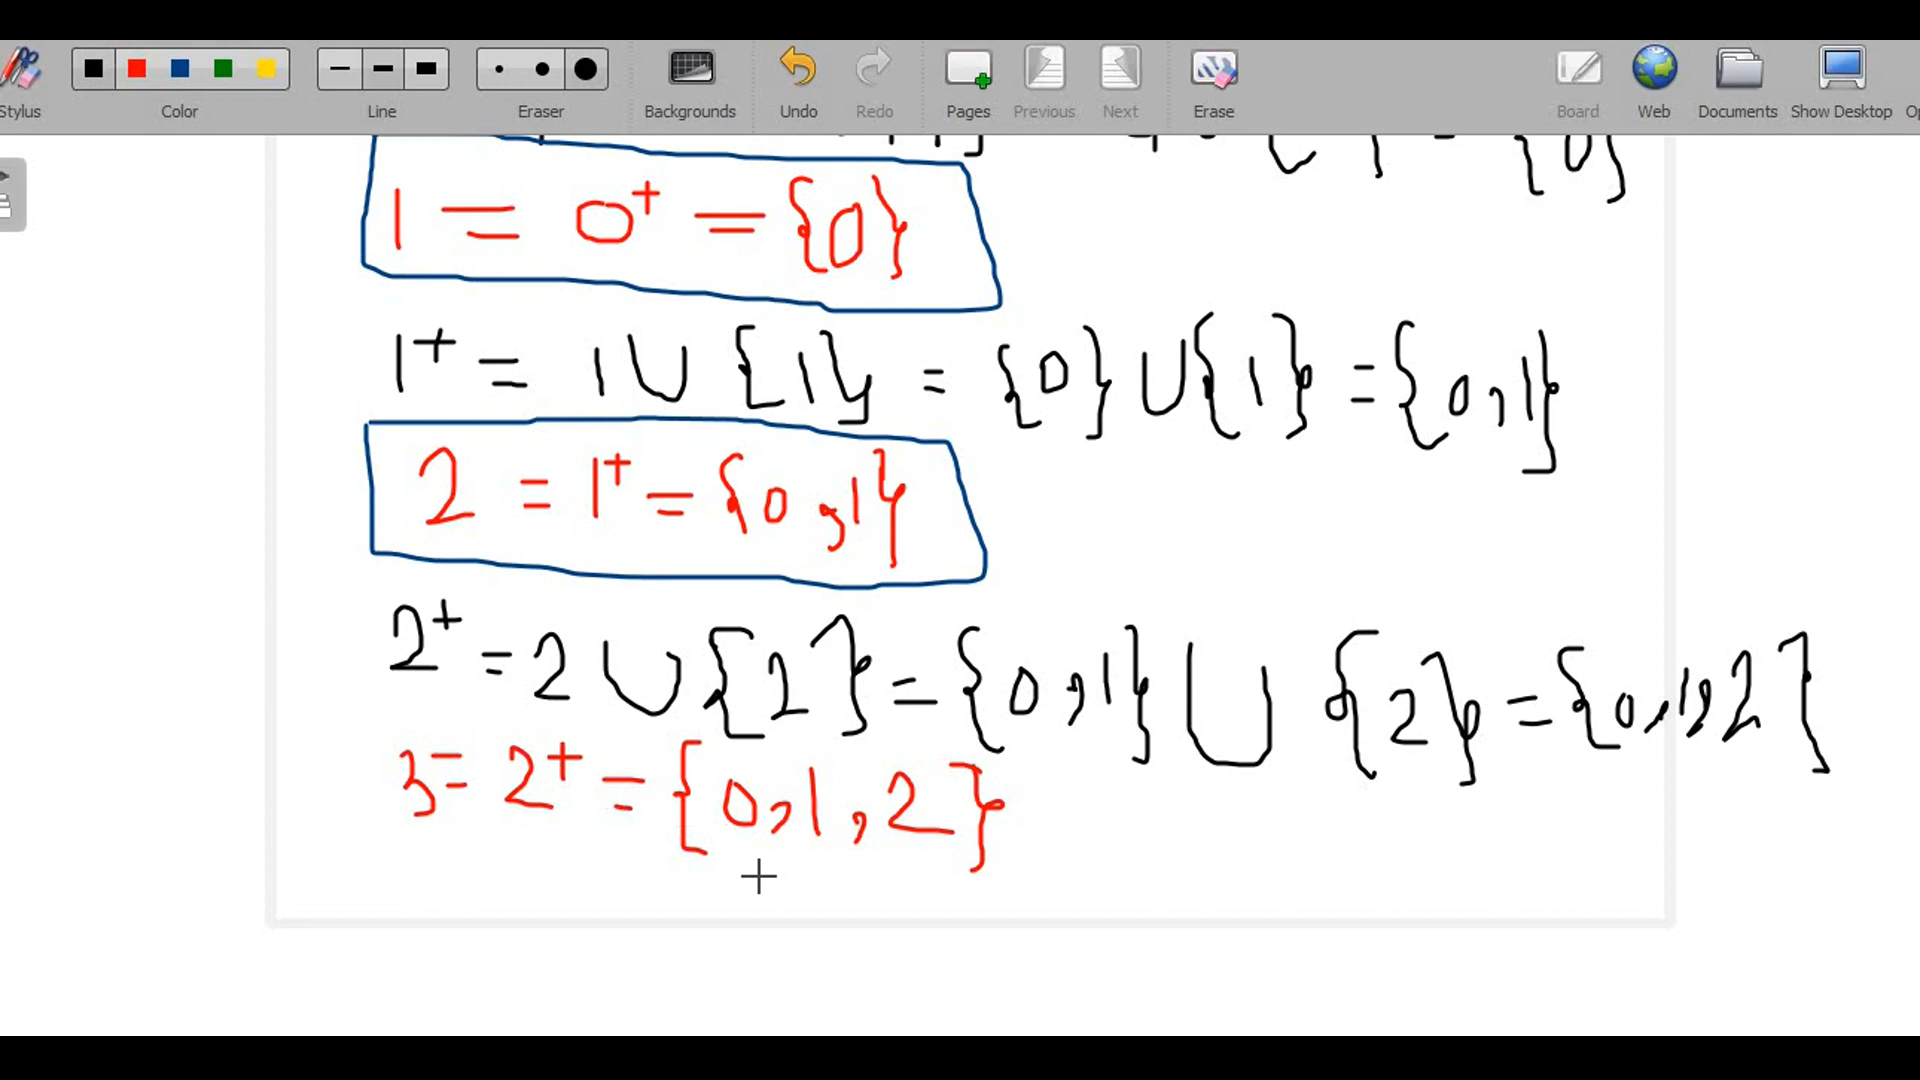 Stylus Color Line Eraser Backgrounds Undo Redo Pages Previous Next Erase Board Web Documents Show Desktop Op
{0}
1 = 0⁺ = {0}
1⁺ = 1 ∪ {1} = {0} ∪ {1} = {0,1}
2 = 1⁺ = {0,1}
2⁺ = 2 ∪ {2} = {0,1} ∪ {2} = {0,1,2}
3 = 2⁺ = {0,1,2}